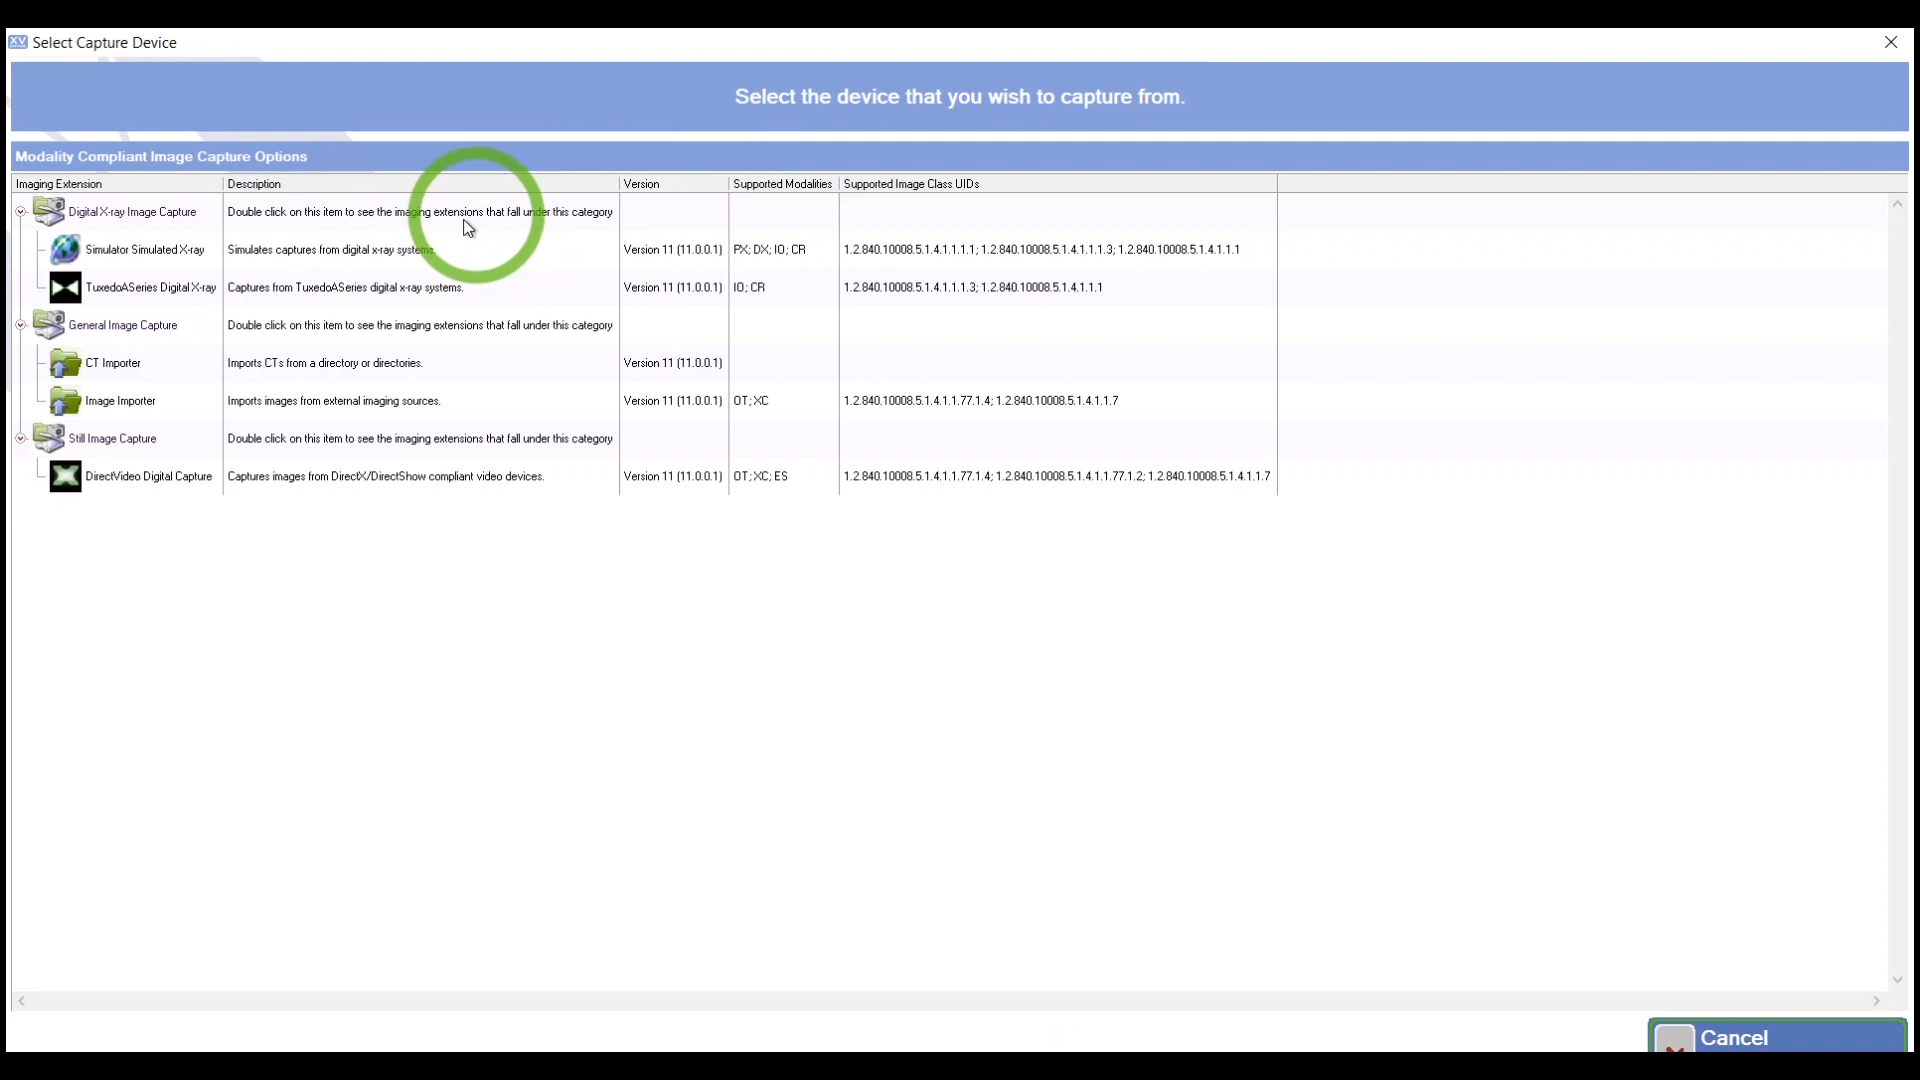 XV Select Capture Device
Select the device that you wish to capture from.
Modality Compliant Image Capture Options
Imaging Extension Description Version Supported Modalities Supported Image Class UIDs
Digital X-ray Image Capture Double click on this item to see the imaging extensions that fall under this category
Simulator Simulated X-ray Simulates captures from digital x-ray systems. Version 11 (11.0.0.1) PX; DX; IO; CR 1.2.840.10008.5.1.4.1.1.1.1; 1.2.840.10008.5.1.4.1.1.1.3; 1.2.840.10008.5.1.4.1.1.1
TuxedoASeries Digital X-ray Captures from TuxedoASeries digital x-ray systems. Version 11 (11.0.0.1) IO; CR 1.2.840.10008.5.1.4.1.1.1.3; 1.2.840.10008.5.1.4.1.1.1
General Image Capture Double click on this item to see the imaging extensions that fall under this category
CT Importer Imports CTs from a directory or directories. Version 11 (11.0.0.1)
Image Importer Imports images from external imaging sources. Version 11 (11.0.0.1) OT; XC 1.2.840.10008.5.1.4.1.1.77.1.4; 1.2.840.10008.5.1.4.1.1.7
Still Image Capture Double click on this item to see the imaging extensions that fall under this category
DirectVideo Digital Capture Captures images from DirectX/DirectShow compliant video devices. Version 11 (11.0.0.1) OT; XC; ES 1.2.840.10008.5.1.4.1.1.77.1.4; 1.2.840.10008.5.1.4.1.1.77.1.2; 1.2.840.10008.5.1.4.1.1.7
Cancel